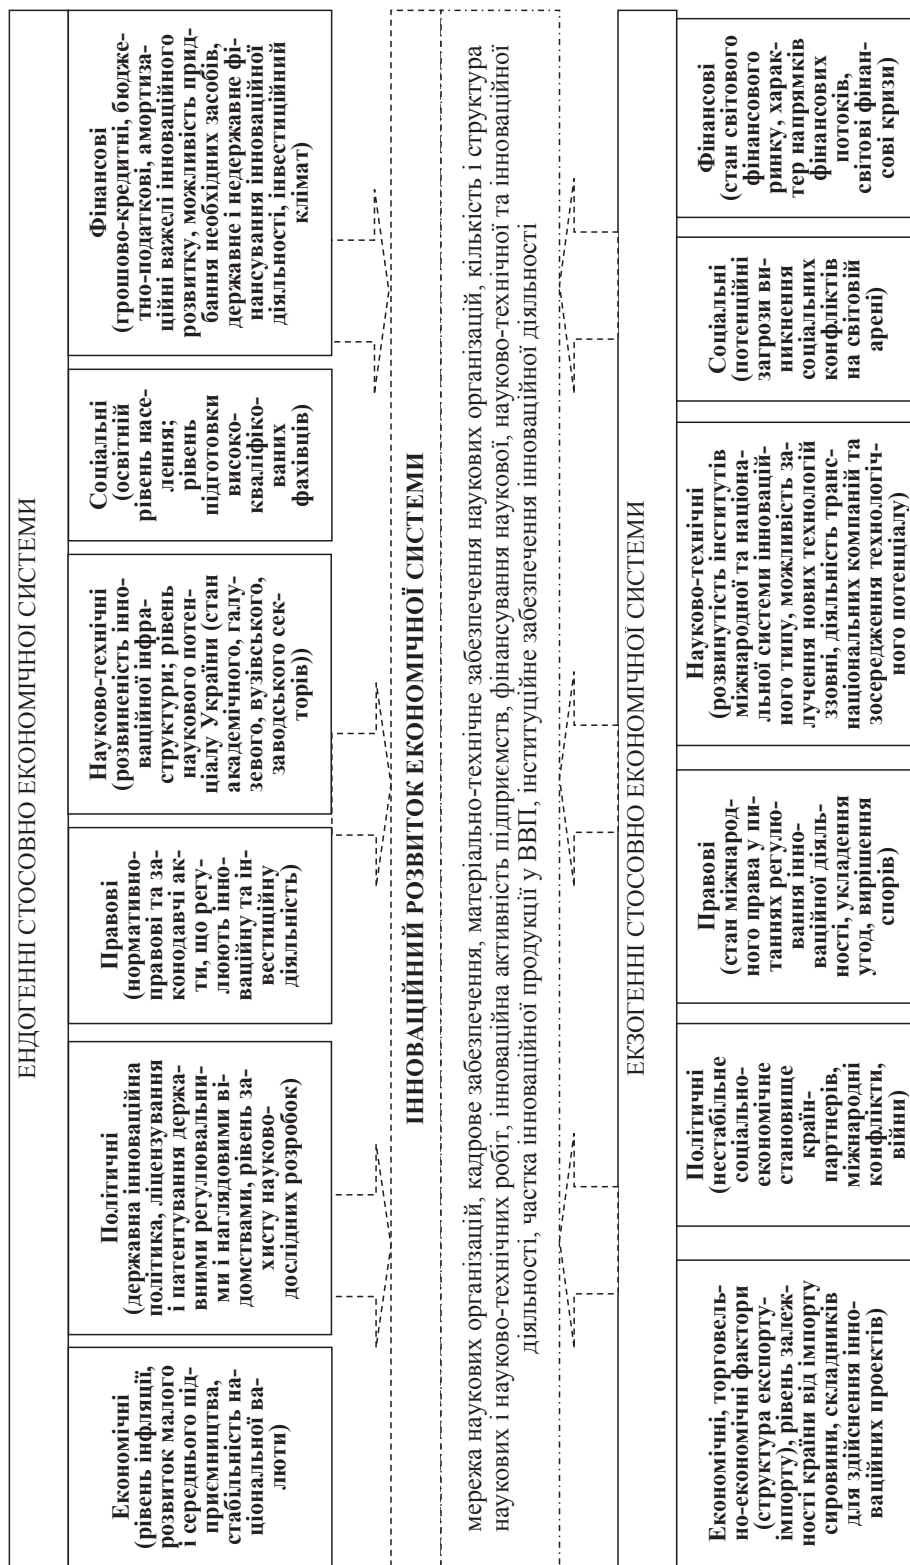 ЕНДОГЕННІ СТОСОВНО ЕКОНОМІЧНОЇ СИСТЕМИ
Економічні
(рівень інфляції,
розвиток малого
і середнього під-
приємництва,
стабільність на-
ціональної ва-
люти)
Політичні
(державна інноваційна
політика, ліцензування
і патентування держа-
вними регулювальни-
ми і наглядовими ві-
домствами, рівень за-
хисту науково-
дослідних розробок)
Правові
(нормативно-
правові та за-
конодавчі ак-
ти, що регу-
люють інно-
ваційну та ін-
вестиційну
діяльність)
Науково-технічні
(розвиненість інно-
ваційної інфра-
структури; рівень
наукового потен-
ціалу України (стан
академічного, галу-
зевого, вузівського,
заводського сек-
торів))
Соціальні
(освітній
рівень насе-
лення;
рівень
підготовки
високо-
кваліфіко-
ваних
фахівців)
Фінансові
(грошово-кредитні, бюдже-
тно-податкові, амортиза-
ційні важелі інноваційного
розвитку, можливість прид-
бання необхідних засобів,
державне і недержавне фі-
нансування інноваційної
діяльності, інвестиційний
клімат)
ІННОВАЦІЙНИЙ РОЗВИТОК ЕКОНОМІЧНОЇ СИСТЕМИ
мережа наукових організацій, кадрове забезпечення, матеріально-технічне забезпечення наукових організацій, кількість і структура
наукових і науково-технічних робіт, інноваційна активність підприємств, фінансування наукової, науково-технічної та інноваційної
діяльності, частка інноваційної продукції у ВВП, інституційне забезпечення інноваційної діяльності
ЕКЗОГЕННІ СТОСОВНО ЕКОНОМІЧНОЇ СИСТЕМИ
Економічні, торговель-
но-економічні фактори
(структура експорту-
імпорту), рівень залеж-
ності країни від імпорту
сировини, складників
для здійснення інно-
ваційних проектів)
Політичні
(нестабільне
соціально-
економічне
становище
країн-
партнерів,
міжнародні
конфлікти,
війни)
Правові
(стан міжнарод-
ного права у пи-
таннях регулю-
вання інно-
ваційної діяль-
ності, укладення
угод, вирішення
спорів)
Науково-технічні
(розвинутість інститутів
міжнародної та націона-
льної системи інновацій-
ного типу, можливість за-
лучення нових технологій
ззовні, діяльність транс-
національних компаній та
зосередження технологіч-
ного потенціалу)
Соціальні
(потенційні
загрози ви-
никнення
соціальних
конфліктів
на світовій
арені)
Фінансові
(стан світового
фінансового
ринку, харак-
тер напрямків
фінансових
потоків,
світові фінан-
сові кризи)